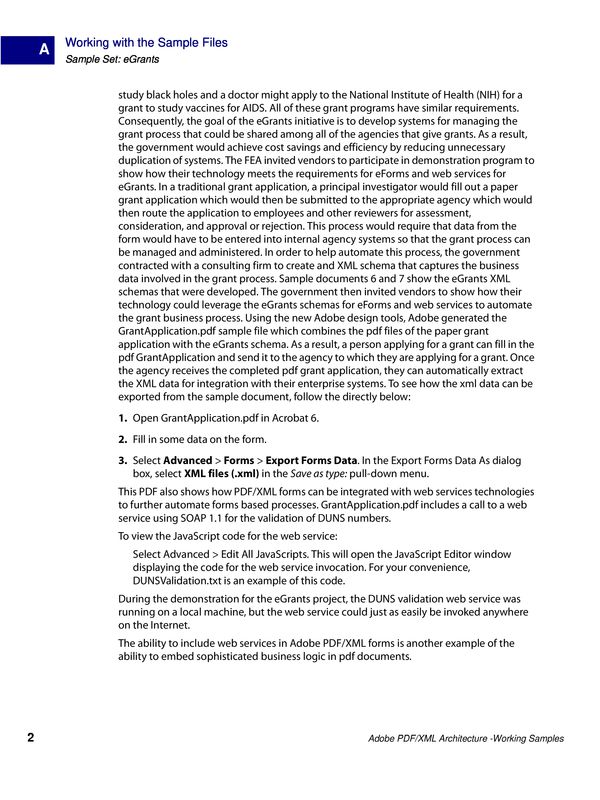 A
Working with the Sample Files
Sample Set: eGrants
study black holes and a doctor might apply to the National Institute of Health (NIH) for a
grant to study vaccines for AIDS. All of these grant programs have similar requirements.
Consequently, the goal of the eGrants initiative is to develop systems for managing the
grant process that could be shared among all of the agencies that give grants. As a result,
the government would achieve cost savings and efficiency by reducing unnecessary
duplication of systems. The FEA invited vendors to participate in demonstration program to
show how their technology meets the requirements for eForms and web services for
eGrants. In a traditional grant application, a principal investigator would fill out a paper
grant application which would then be submitted to the appropriate agency which would
then route the application to employees and other reviewers for assessment,
consideration, and approval or rejection. This process would require that data from the
form would have to be entered into internal agency systems so that the grant process can
be managed and administered. In order to help automate this process, the government
contracted with a consulting firm to create and XML schema that captures the business
data involved in the grant process. Sample documents 6 and 7 show the eGrants XML
schemas that were developed. The government then invited vendors to show how their
technology could leverage the eGrants schemas for eForms and web services to automate
the grant business process. Using the new Adobe design tools, Adobe generated the
GrantApplication.pdf sample file which combines the pdf files of the paper grant
application with the eGrants schema. As a result, a person applying for a grant can fill in the
pdf GrantApplication and send it to the agency to which they are applying for a grant. Once
the agency receives the completed pdf grant application, they can automatically extract
the XML data for integration with their enterprise systems. To see how the xml data can be
exported from the sample document, follow the directly below:
1. Open GrantApplication.pdf in Acrobat 6.
2. Fill in some data on the form.
3. Select Advanced > Forms > Export Forms Data. In the Export Forms Data As dialog
box, select XML files (.xml) in the Save as type: pull-down menu.
This PDF also shows how PDF/XML forms can be integrated with web services technologies
to further automate forms based processes. GrantApplication.pdf includes a call to a web
service using SOAP 1.1 for the validation of DUNS numbers.
To view the JavaScript code for the web service:
Select Advanced > Edit All JavaScripts. This will open the JavaScript Editor window
displaying the code for the web service invocation. For your convenience,
DUNSValidation.txt is an example of this code.
During the demonstration for the eGrants project, the DUNS validation web service was
running on a local machine, but the web service could just as easily be invoked anywhere
on the Internet.
The ability to include web services in Adobe PDF/XML forms is another example of the
ability to embed sophisticated business logic in pdf documents.
2
Adobe PDF/XML Architecture -Working Samples